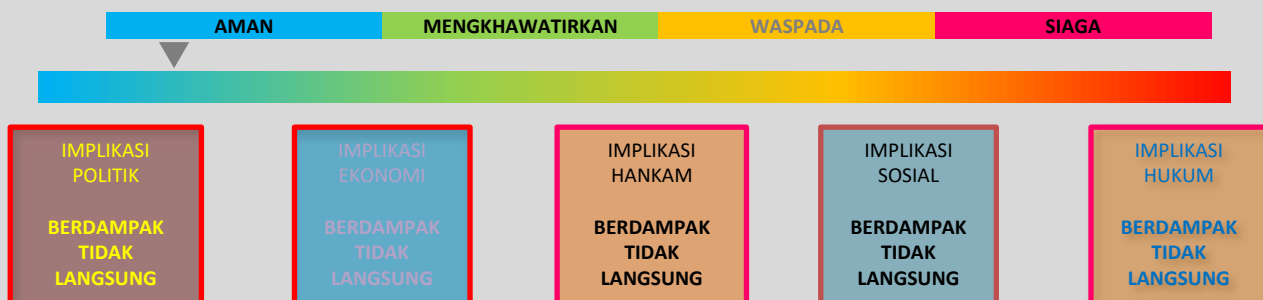 AMAN
MENGKHAWATIRKAN
WASPADA
SIAGA
IMPLIKASI
POLITIK
BERDAMPAK
TIDAK
LANGSUNG
IMPLIKASI
EKONOMI
BERDAMPAK
TIDAK
LANGSUNG
IMPLIKASI
HANKAM
BERDAMPAK
TIDAK
LANGSUNG
IMPLIKASI
SOSIAL
BERDAMPAK
TIDAK
LANGSUNG
IMPLIKASI
HUKUM
BERDAMPAK
TIDAK
LANGSUNG